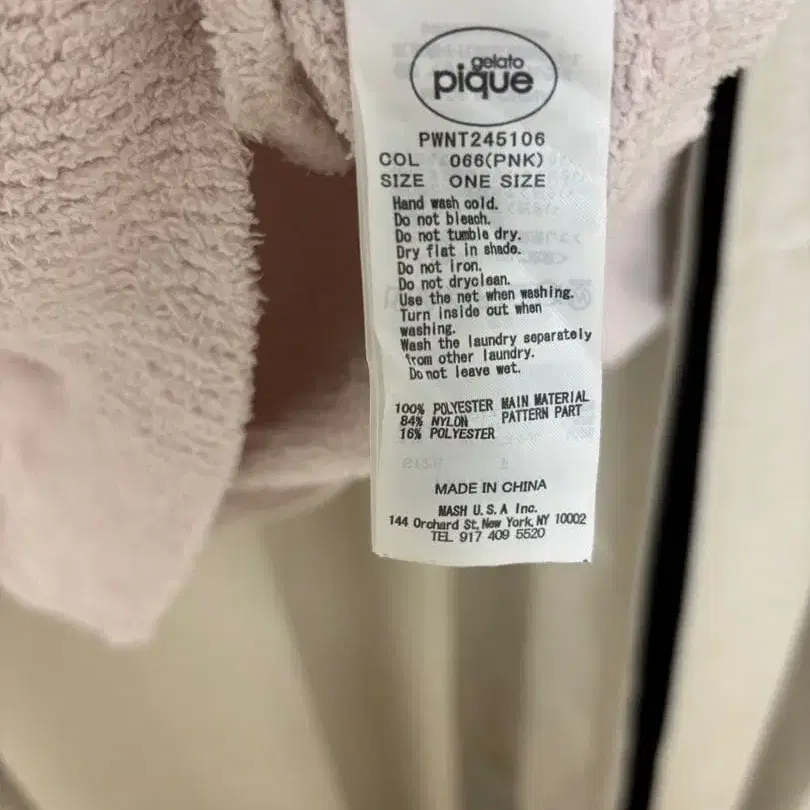 gelato
pique
PWNT245106
COL 066(PNK)
SIZE ONE SIZE
Hand wash cold.
Do not bleach.
Do not tumble dry.
Dry flat in shade.
Do not iron.
Do not dryclean.
Use the net when washing.
Turn inside out when
washing.
Wash the laundry separately
from other laundry.
Do not leave wet.
100% POLYESTER MAIN MATERIAL
84% NYLON PATTERN PART
16% POLYESTER
MADE IN CHINA
MASH U.S.A Inc.
144 Orchard St, New York, NY 10002
TEL 917 409 5520